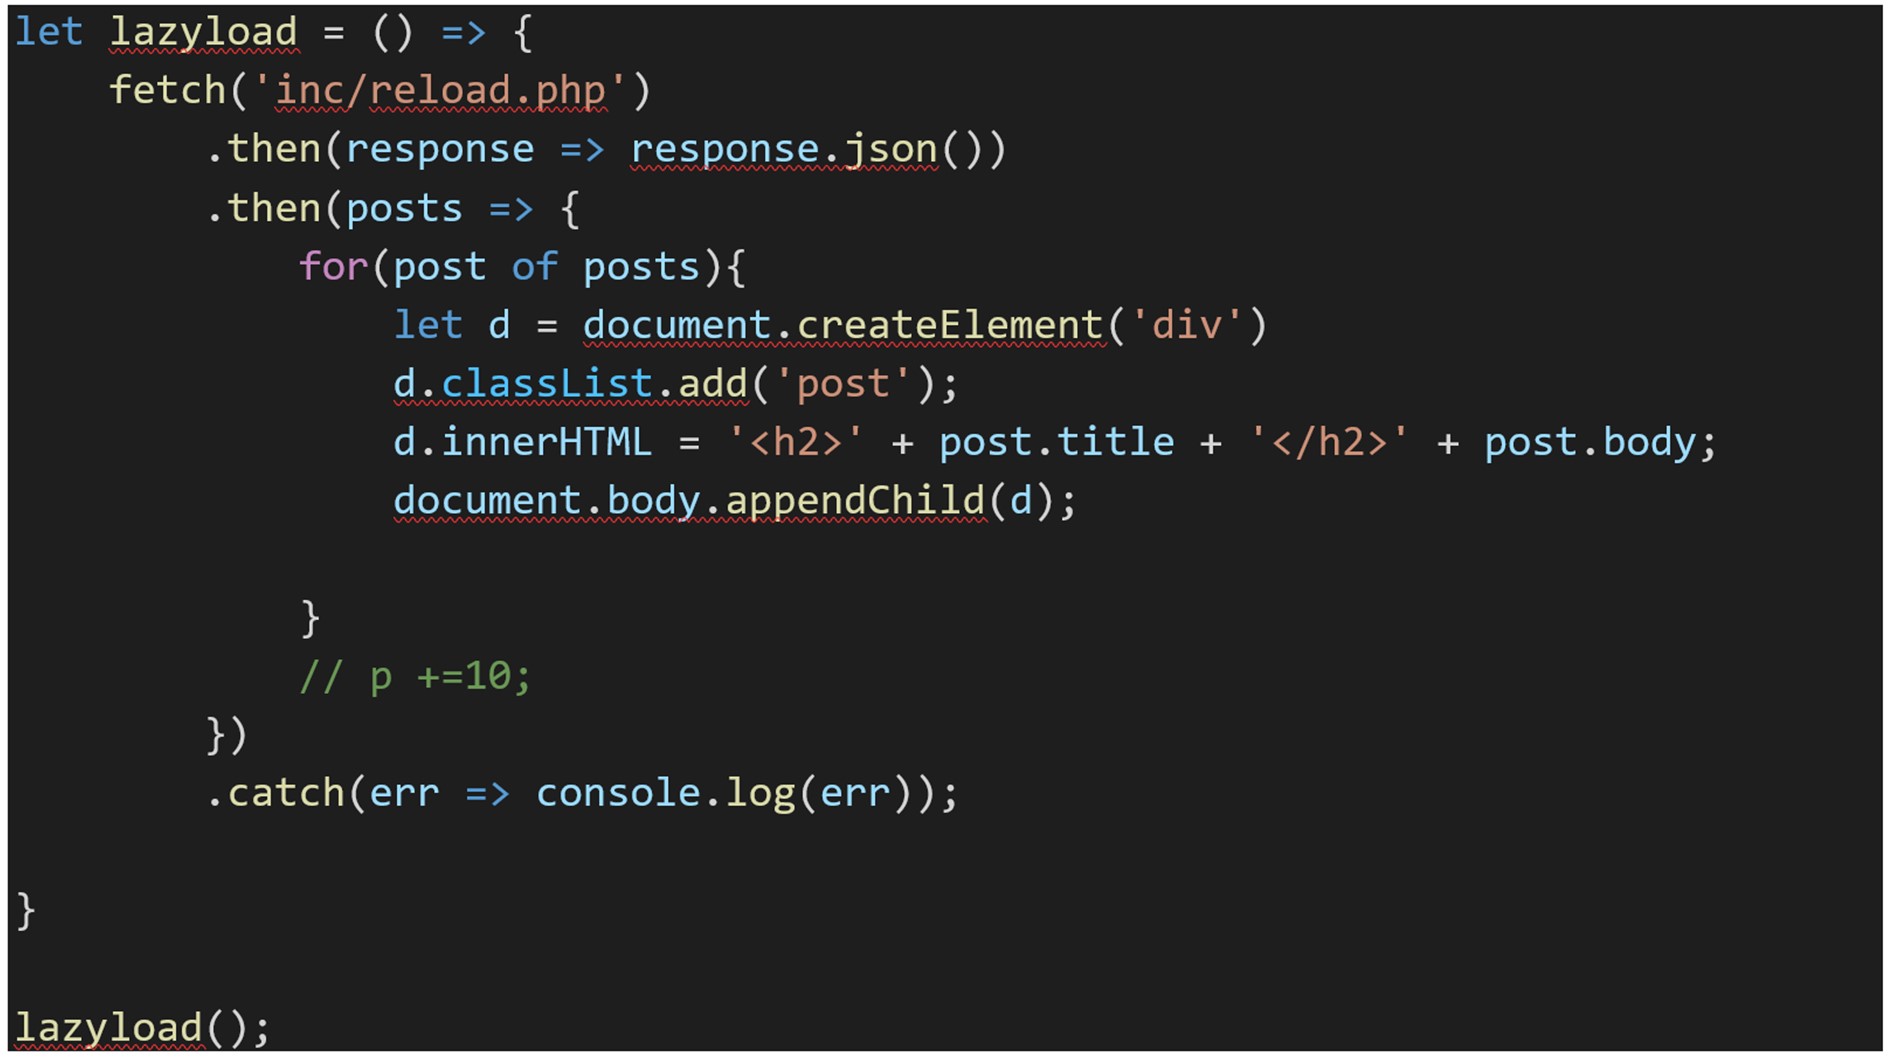 let lazyload = () => {
    fetch('inc/reload.php')
        .then(response => response.json())
        .then(posts => {
            for(post of posts){
                let d = document.createElement('div')
                d.classList.add('post');
                d.innerHTML = '<h2>' + post.title + '</h2>' + post.body;
                document.body.appendChild(d);
            }
            // p +=10;
        })
        .catch(err => console.log(err));
}
lazyload();